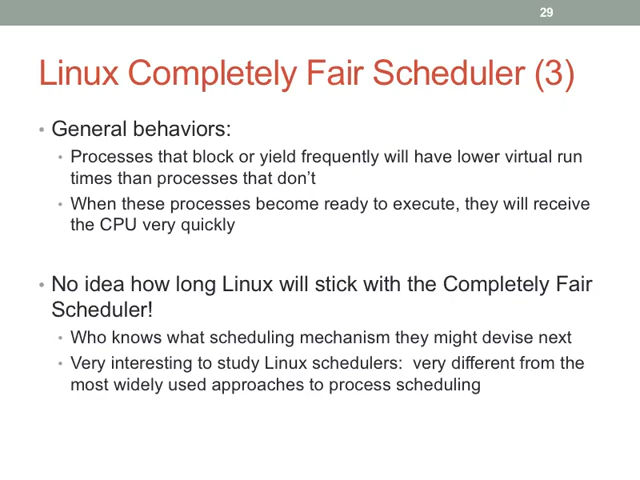 29
Linux Completely Fair Scheduler (3)
• General behaviors:
• Processes that block or yield frequently will have lower virtual run
times than processes that don't
• When these processes become ready to execute, they will receive
the CPU very quickly
• No idea how long Linux will stick with the Completely Fair
Scheduler!
• Who knows what scheduling mechanism they might devise next
• Very interesting to study Linux schedulers:  very different from the
most widely used approaches to process scheduling